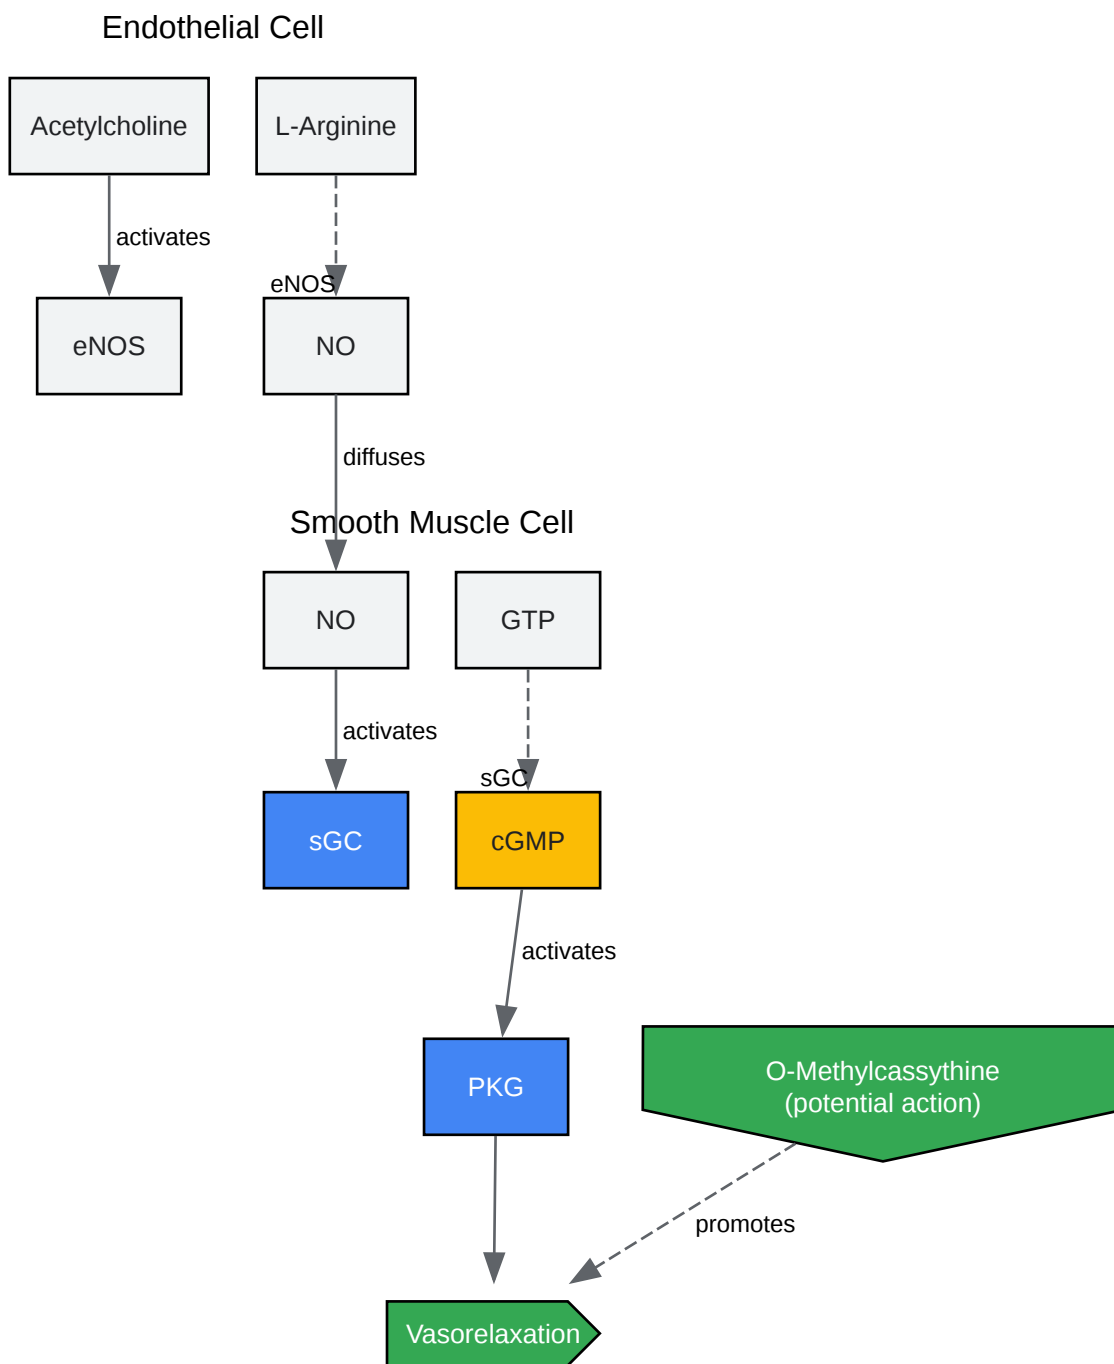 Endothelial Cell
Acetylcholine
L-Arginine
activates
eNOS
eNOS
NO
diffuses
Smooth Muscle Cell
NO
GTP
activates
sGC
sGC
cGMP
activates
PKG
O-Methylcassythine
(potential action)
promotes
Vasorelaxation